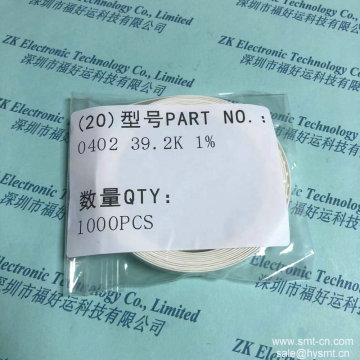 ZK Electronic Technology Co., Limited
深圳市福好运科技有限公司
(20)型号PART NO.:
0402 39.2K 1%
数量QTY:
1000PCS
www.smt-cn.com
www.hysmt.cn